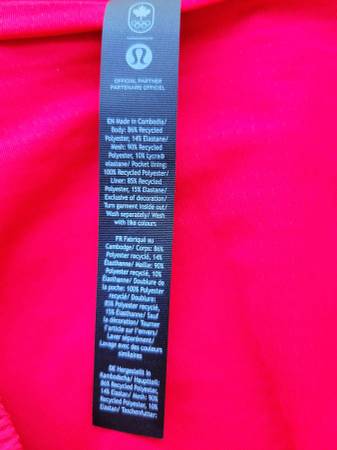 OFFICIAL PARTNER
PARTENAIRE OFFICIEL
EN Made in Cambodia/
Body: 86% Recycled
Polyester, 14% Elastane/
Mesh: 90% Recycled
Polyester, 10% Lycra®
elastane/ Pocket lining:
100% Recycled Polyester/
Liner: 85% Recycled
Polyester, 15% Elastane/
Exclusive of decoration/
Turn garment inside out/
Wash separately/ Wash
with like colours
FR Fabriqué au
Cambodge/ Corps: 86%
Polyester recyclé, 14%
Élasthanne/ Maille: 90%
Polyester recyclé, 10%
Élasthanne/ Doublure de
la poche: 100% Polyester
recyclé/ Doublure:
85% Polyester recyclé,
15% Élasthanne/ Sauf
la décoration/ Tourner
l'article sur l'envers/
Laver séparément/
Lavage avec des couleurs
similaires
DE Hergestellt in
Kambodscha/ Hauptteil:
86% Recycled Polyester,
14% Elastan/ Mesh: 90%
Recycled Polyester, 10%
Elastan/ Taschenfutter: